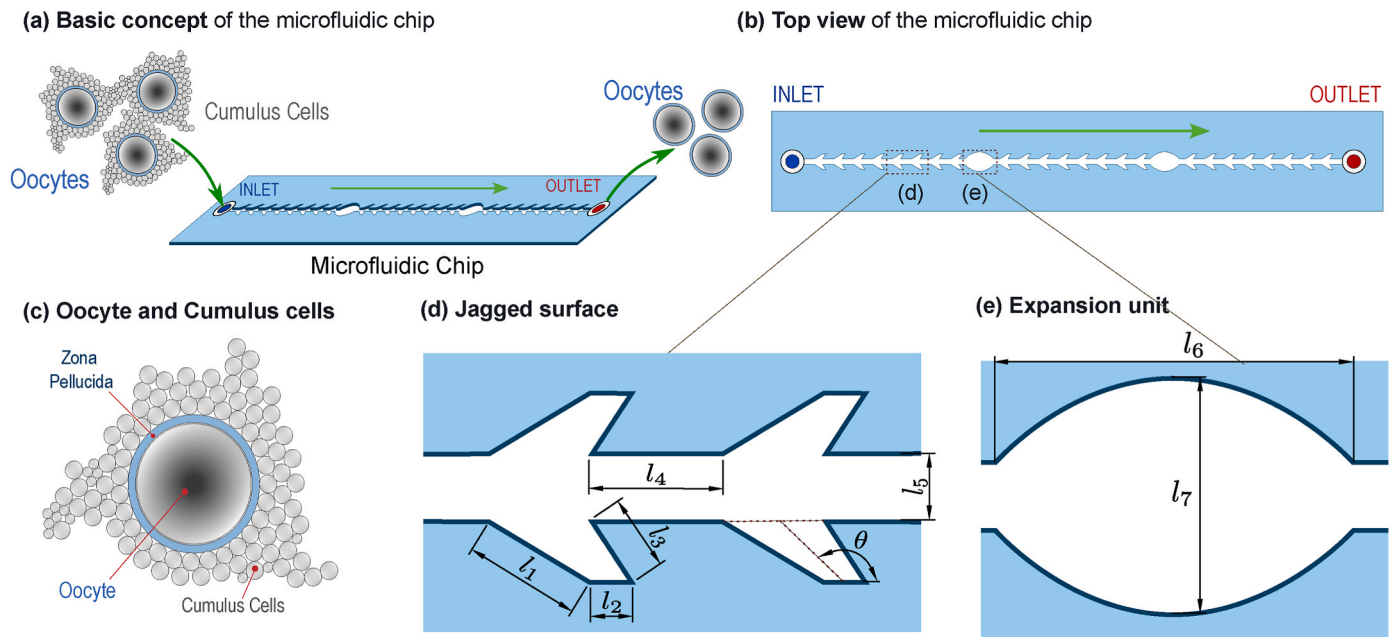 (a) Basic concept of the microfluidic chip
Oocytes
Cumulus Cells
Oocytes
INLET
OUTLET
Microfluidic Chip
(b) Top view of the microfluidic chip
INLET
OUTLET
(d)
(e)
(c) Oocyte and Cumulus cells
Zona
Pellucida
Oocyte
Cumulus Cells
(d) Jagged surface
l₄
l₅
l₃
θ
l₁
l₂
(e) Expansion unit
l₆
l₇